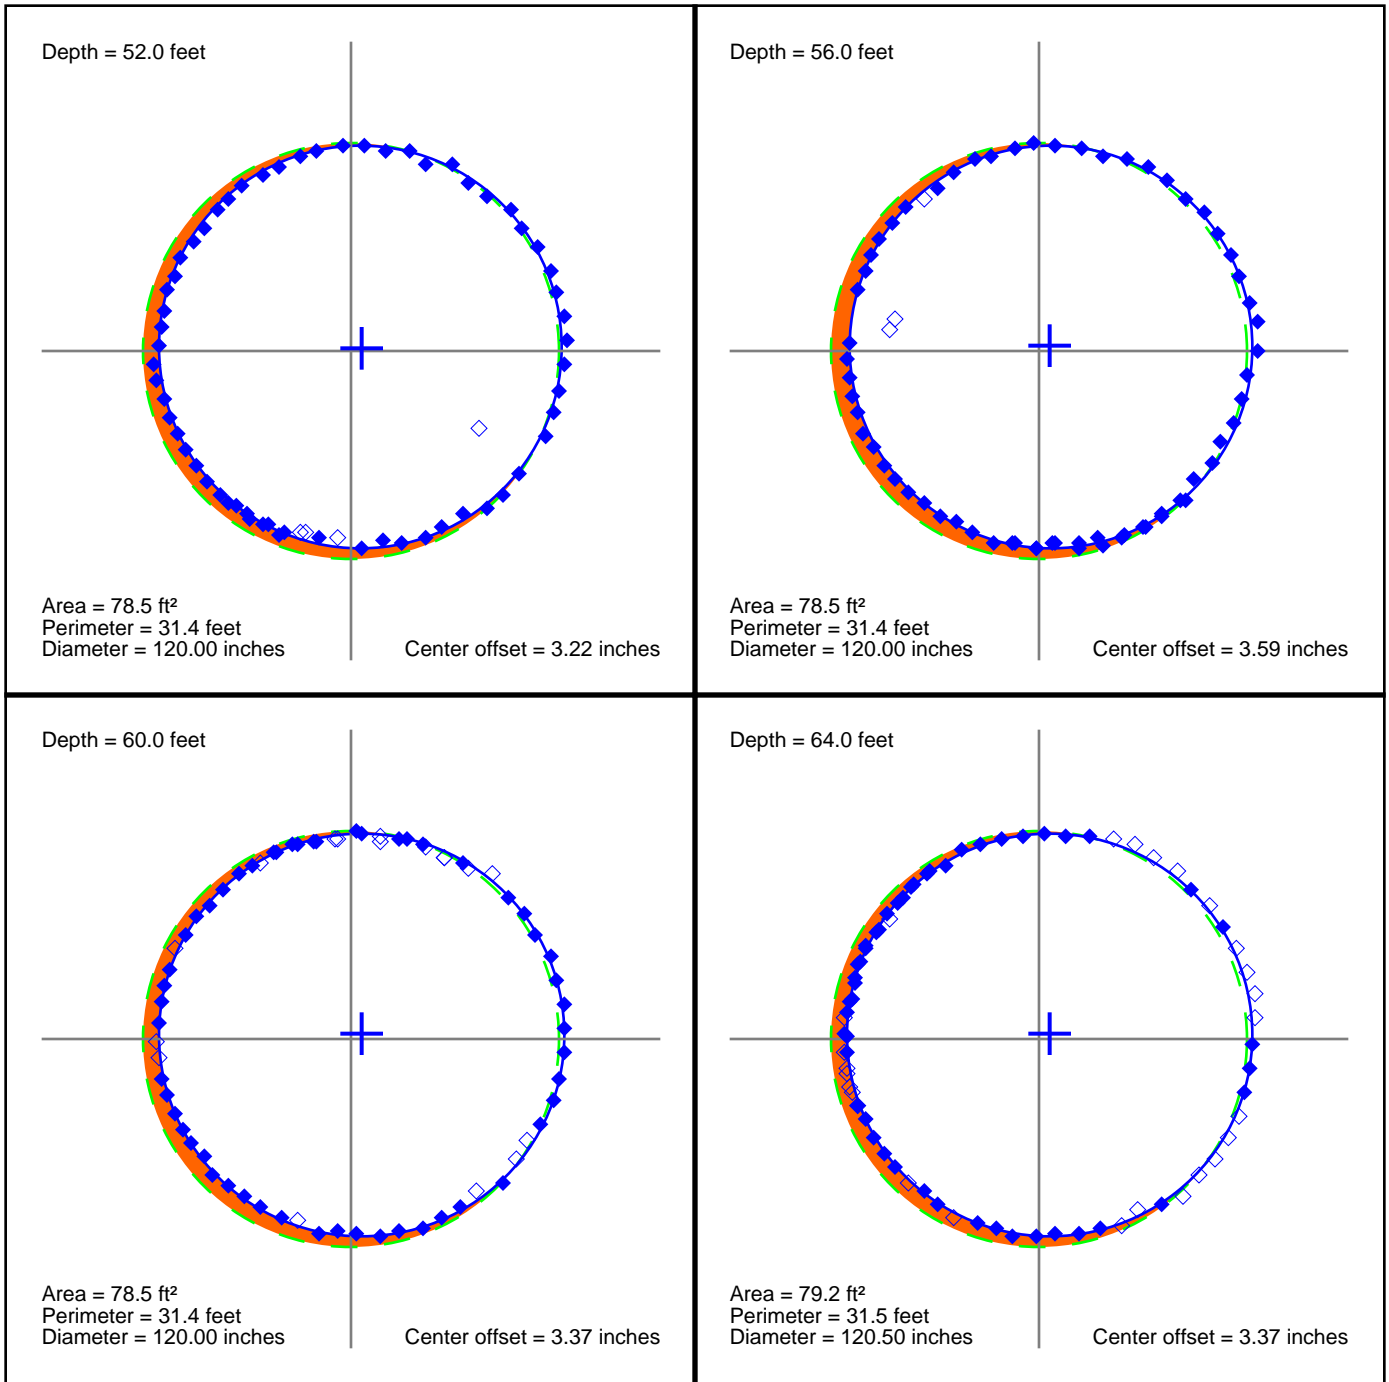 Depth = 52.0 feet
Area = 78.5 ft²
Perimeter = 31.4 feet
Diameter = 120.00 inches
Center offset = 3.22 inches
Depth = 56.0 feet
Area = 78.5 ft²
Perimeter = 31.4 feet
Diameter = 120.00 inches
Center offset = 3.59 inches
Depth = 60.0 feet
Area = 78.5 ft²
Perimeter = 31.4 feet
Diameter = 120.00 inches
Center offset = 3.37 inches
Depth = 64.0 feet
Area = 79.2 ft²
Perimeter = 31.5 feet
Diameter = 120.50 inches
Center offset = 3.37 inches